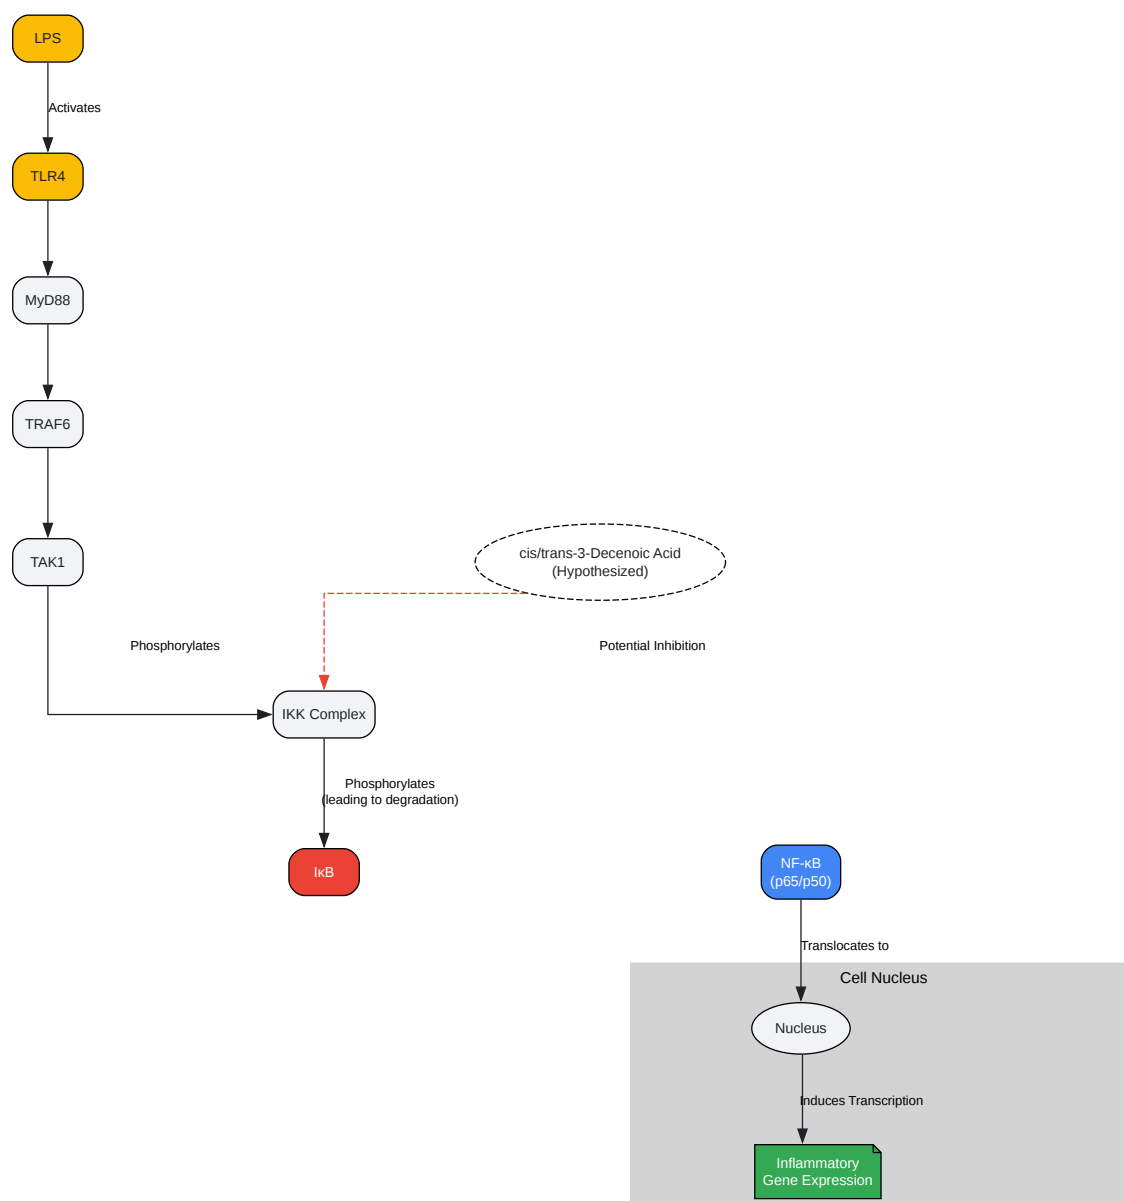 LPS
Activates
TLR4
MyD88
TRAF6
TAK1
cis/trans-3-Decenoic Acid
(Hypothesized)
Phosphorylates
Potential Inhibition
IKK Complex
Phosphorylates
(leading to degradation)
IκB
NF-κB
(p65/p50)
Translocates to
Cell Nucleus
Nucleus
Induces Transcription
Inflammatory
Gene Expression